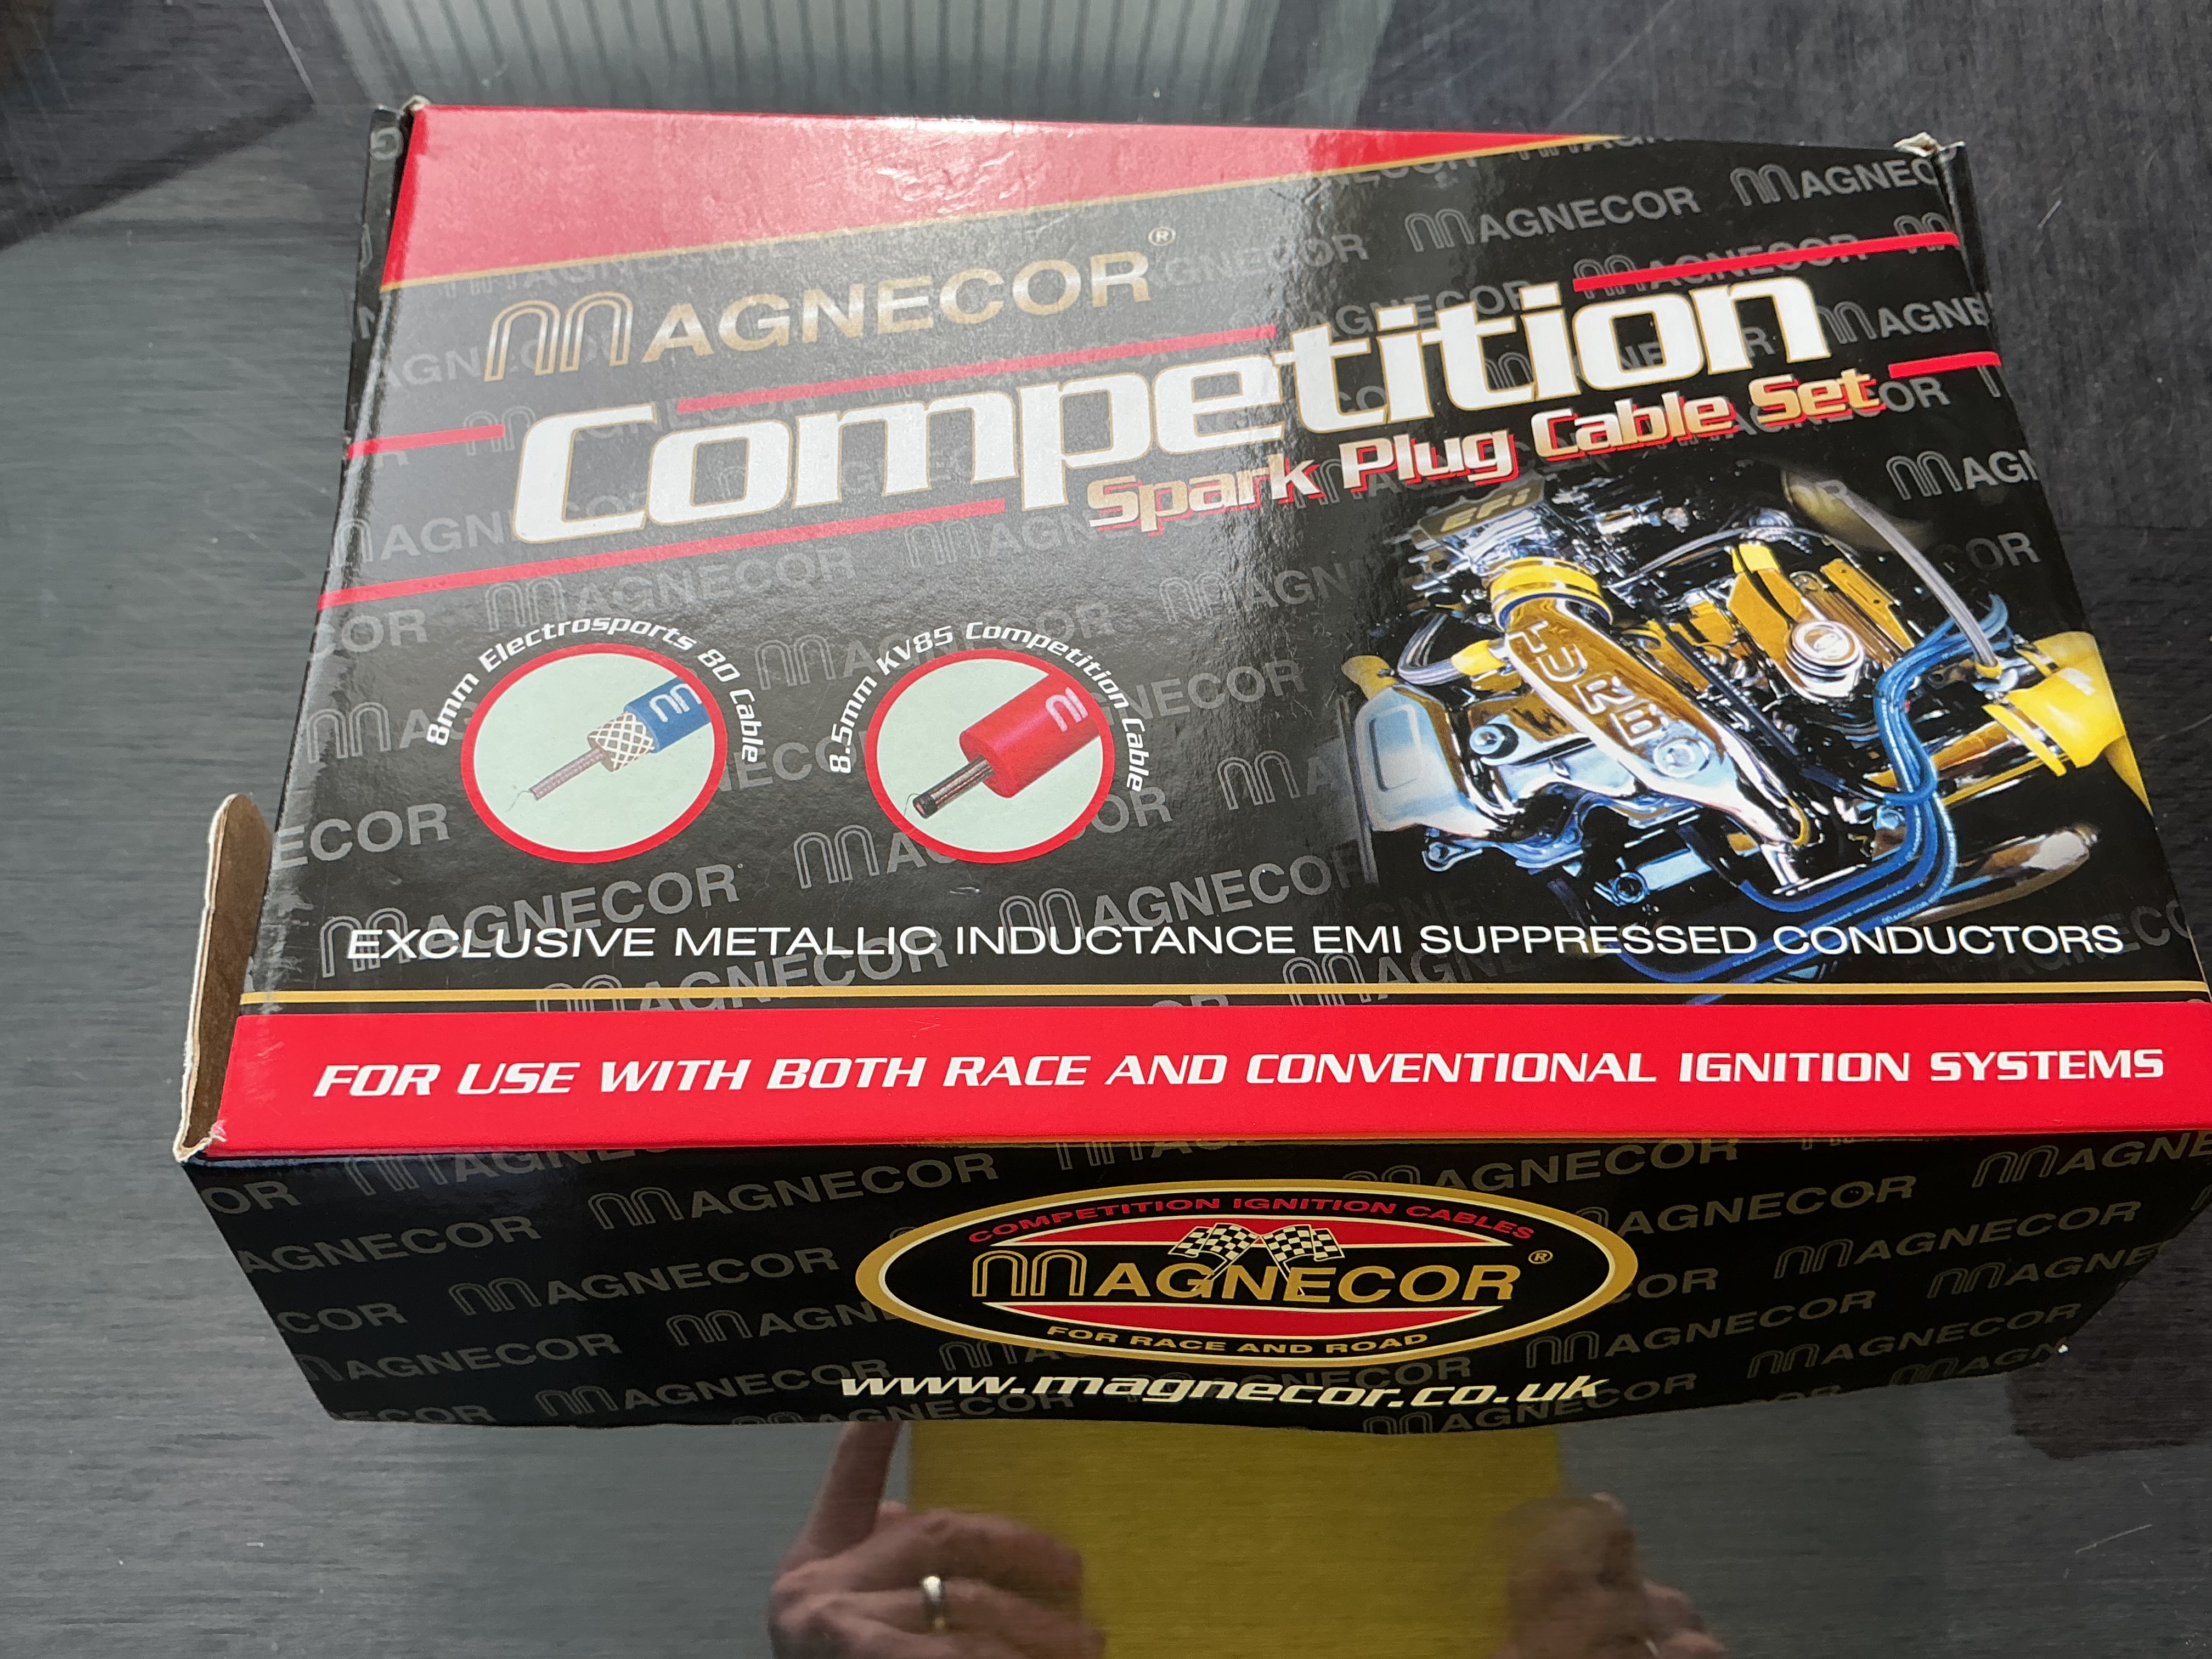 MAGNECOR®
Competition
Spark Plug Cable Set
EFI
TURBO
8mm Electrosports 80 Cable
8.5mm KV85 Competition Cable
EXCLUSIVE METALLIC INDUCTANCE EMI SUPPRESSED CONDUCTORS
FOR USE WITH BOTH RACE AND CONVENTIONAL IGNITION SYSTEMS
COMPETITION IGNITION CABLES
MAGNECOR®
FOR RACE AND ROAD
www.magnecor.co.uk